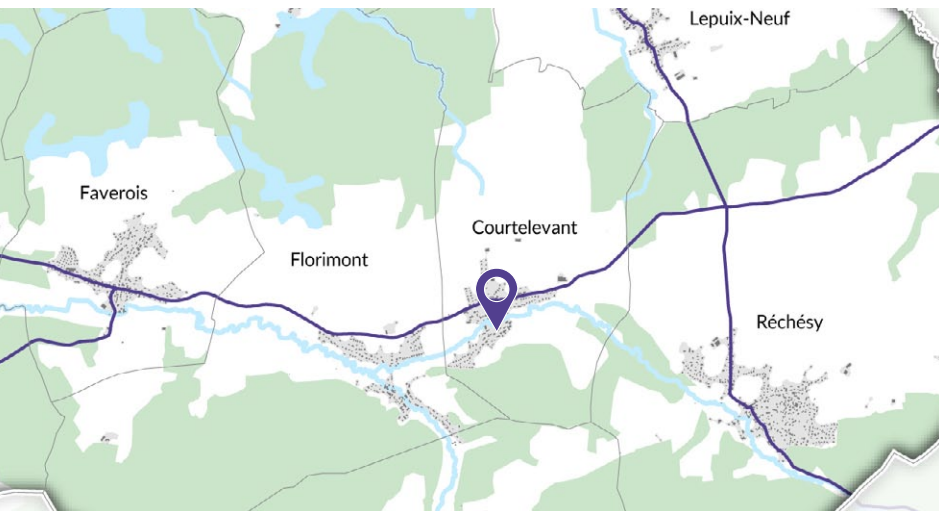 Lepuix-Neuf
Faverois
Courtelevant
Florimont
Réchésy